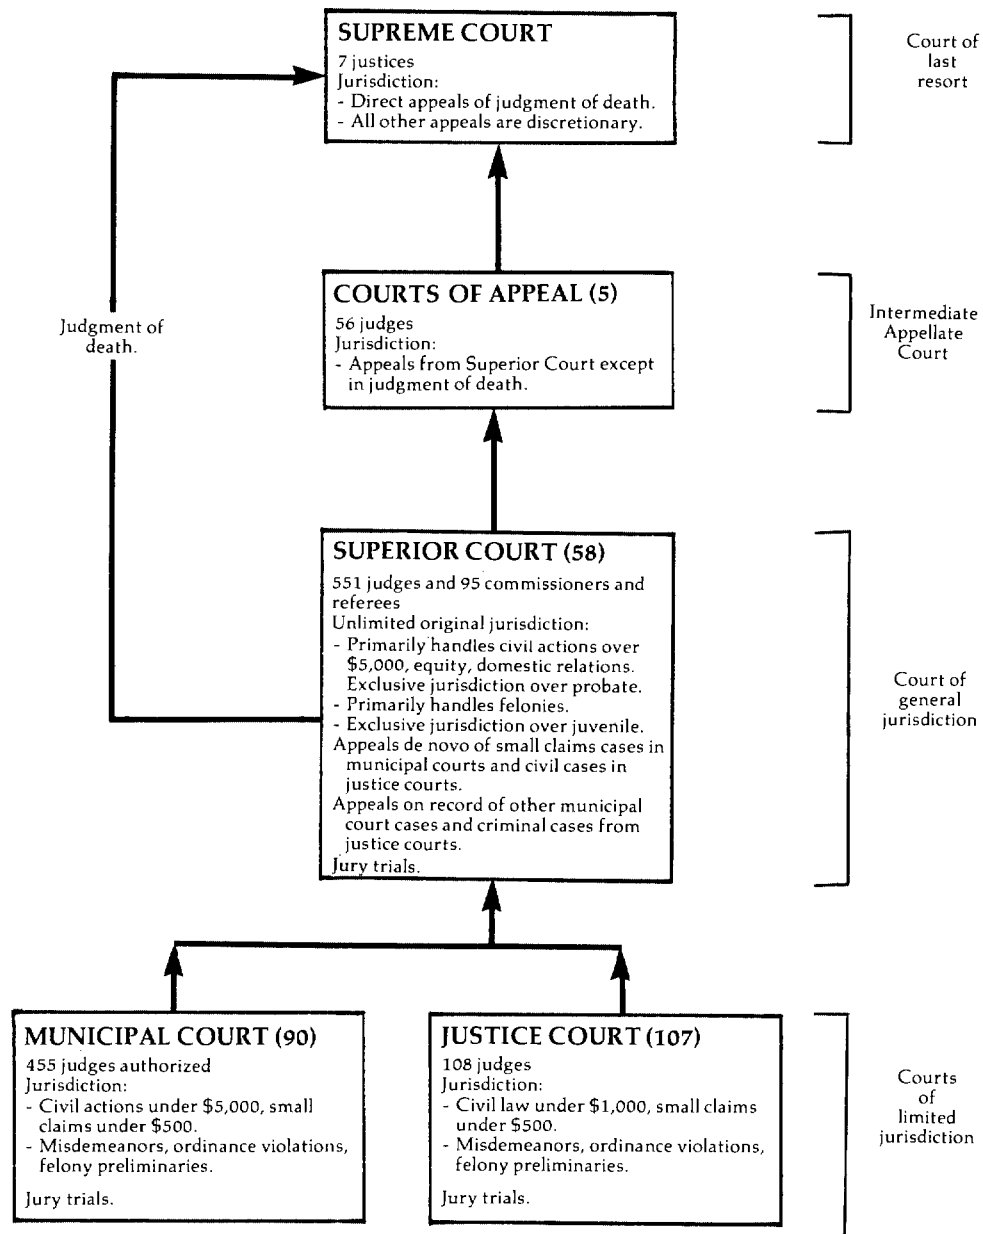 SUPREME COURT
7 justices
Jurisdiction:
- Direct appeals of judgment of death.
- All other appeals are discretionary.
Court of
last
resort
COURTS OF APPEAL (5)
56 judges
Jurisdiction:
- Appeals from Superior Court except
in judgment of death.
Intermediate
Appellate
Court
Judgment of
death.
SUPERIOR COURT (58)
551 judges and 95 commissioners and
referees
Unlimited original jurisdiction:
- Primarily handles civil actions over
$5,000, equity, domestic relations.
Exclusive jurisdiction over probate.
- Primarily handles felonies.
- Exclusive jurisdiction over juvenile.
Appeals de novo of small claims cases in
municipal courts and civil cases in
justice courts.
Appeals on record of other municipal
court cases and criminal cases from
justice courts.
Jury trials.
Court of
general
jurisdiction
MUNICIPAL COURT (90)
455 judges authorized
Jurisdiction:
- Civil actions under $5,000, small
claims under $500.
- Misdemeanors, ordinance violations,
felony preliminaries.
Jury trials.
JUSTICE COURT (107)
108 judges
Jurisdiction:
- Civil law under $1,000, small claims
under $500.
- Misdemeanors, ordinance violations,
felony preliminaries.
Jury trials.
Courts
of
limited
jurisdiction